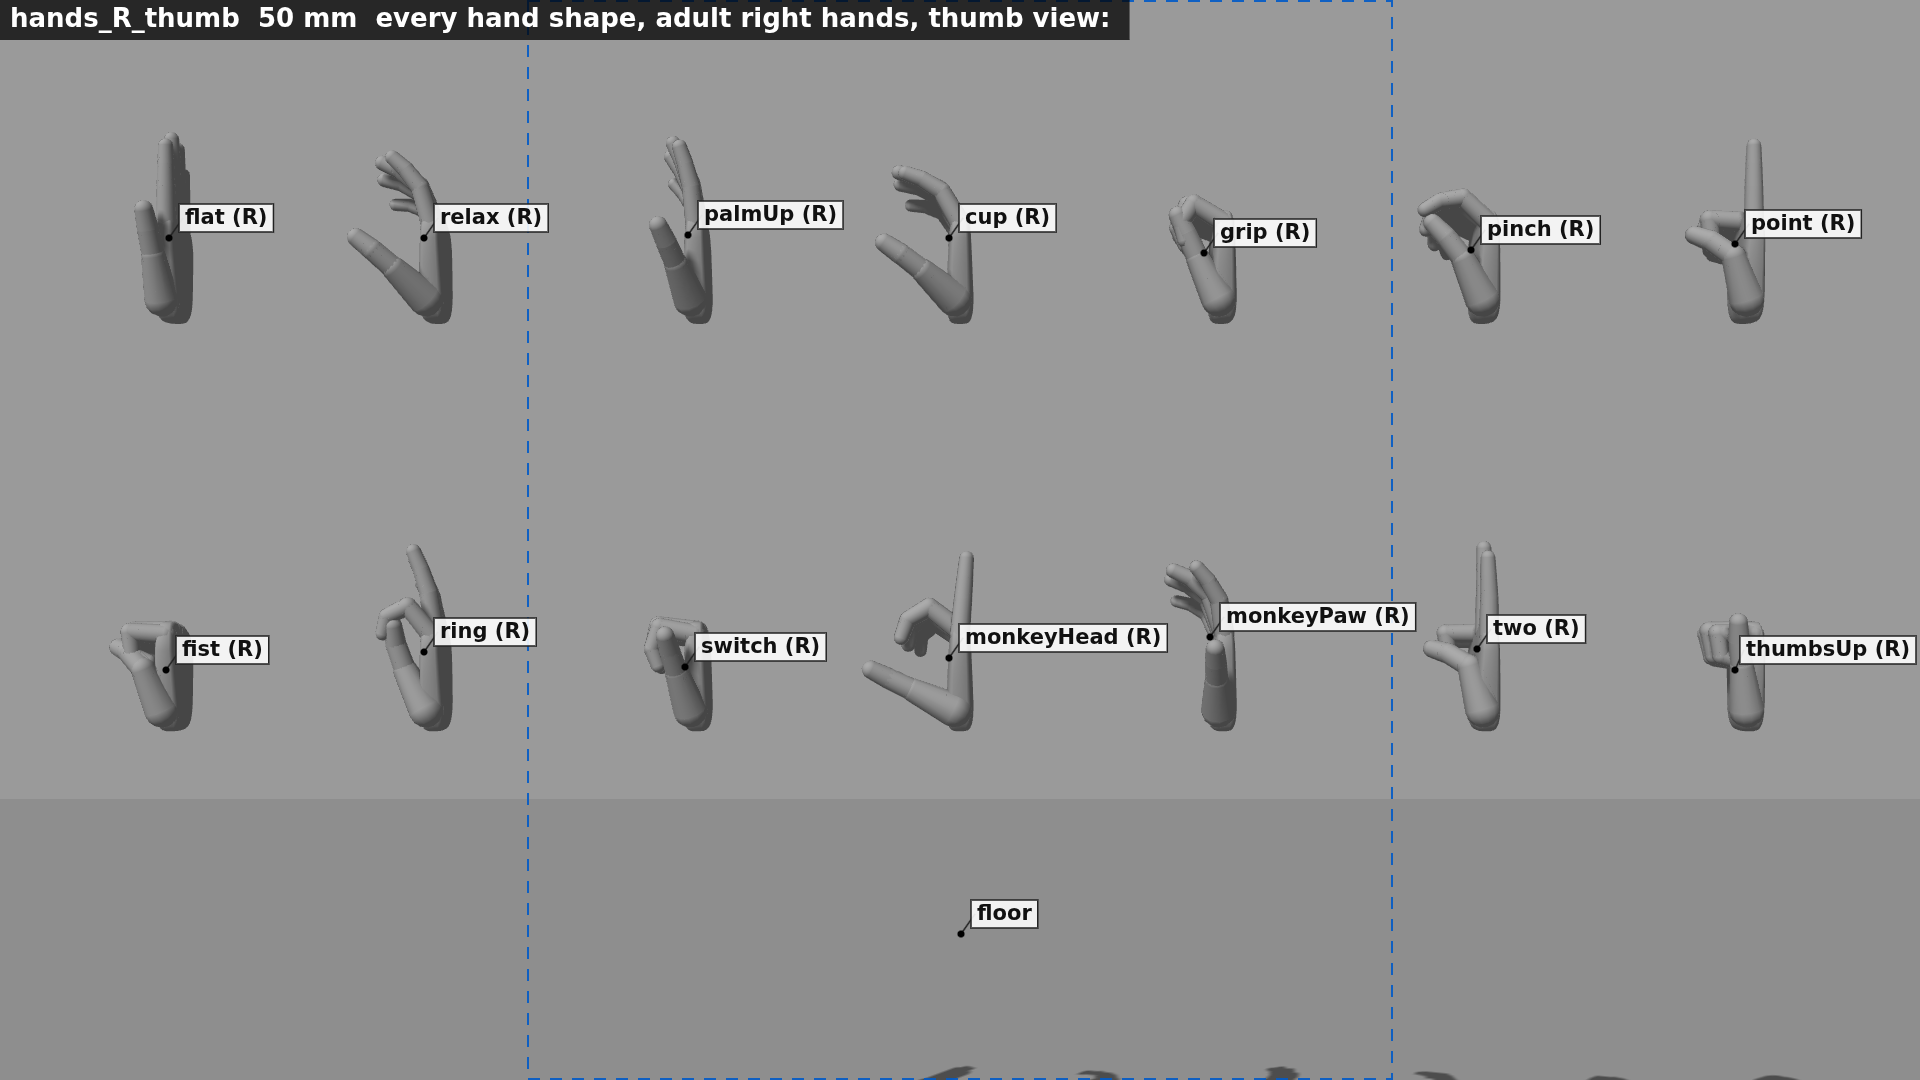 hands_R_thumb  50 mm  every hand shape, adult right hands, thumb view:
flat (R)
relax (R)
palmUp (R)
cup (R)
grip (R)
pinch (R)
point (R)
fist (R)
ring (R)
switch (R)
monkeyHead (R)
monkeyPaw (R)
two (R)
thumbsUp (R)
floor